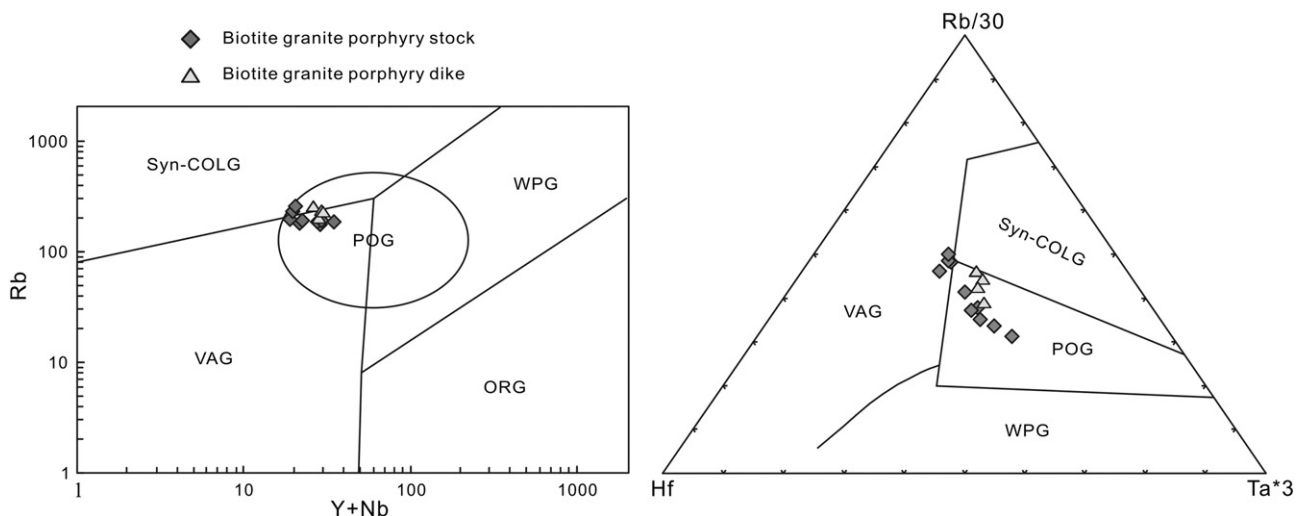 Biotite granite porphyry stock
Biotite granite porphyry dike
Rb
1000
100
10
1
1
10
100
1000
Y+Nb
Syn-COLG
WPG
POG
VAG
ORG
Rb/30
Syn-COLG
VAG
POG
WPG
Hf
Ta*3